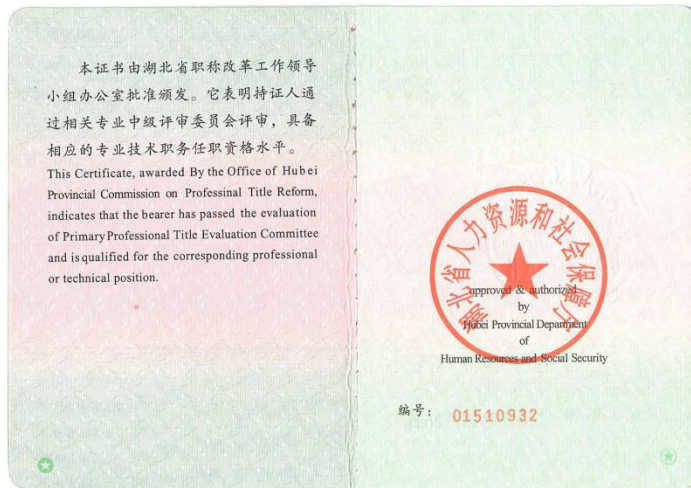 本证书由湖北省职称改革工作领导
小组办公室批准颁发。它表明持证人通
过相关专业中级评审委员会评审，具备
相应的专业技术职务任职资格水平。
This Certificate, awarded By the Office of Hubei
Provincial Commission on Professinal Title Reform,
indicates that the bearer has passed the evaluation
of Primary Professional Title Evaluation Committee
and is qualified for the corresponding professional
or technical position.
湖北省人力资源和社会保障厅
approved & authorized
by
Hubei Provincial Department
of
Human Resources and Social Security
编号： 01510932